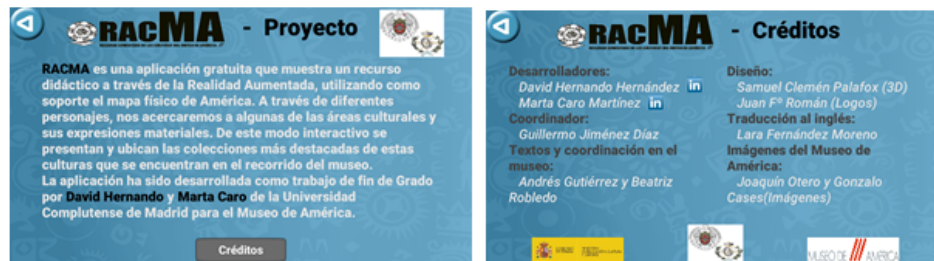 RACMA - Proyecto
RACMA es una aplicación gratuita que muestra un recurso
didáctico a través de la Realidad Aumentada, utilizando como
soporte el mapa físico de América. A través de diferentes
personajes, nos acercaremos a algunas de las áreas culturales y
sus expresiones materiales. De este modo interactivo se
presentan y ubican las colecciones más destacadas de estas
culturas que se encuentran en el recorrido del museo.
La aplicación ha sido desarrollada como trabajo de fin de Grado
por David Hernando y Marta Caro de la Universidad
Complutense de Madrid para el Museo de América.
Créditos
RACMA - Créditos
Desarrolladores:
David Hernando Hernández in
Marta Caro Martínez in
Coordinador:
Guillermo Jiménez Díaz
Textos y coordinación en el
museo:
Andrés Gutiérrez y Beatriz
Robledo
Diseño:
Samuel Clemén Palafox (3D)
Juan Fº Román (Logos)
Traducción al inglés:
Lara Fernández Moreno
Imágenes del Museo de
América:
Joaquín Otero y Gonzalo
Cases(Imágenes)
MUSEO DE AMÉRICA